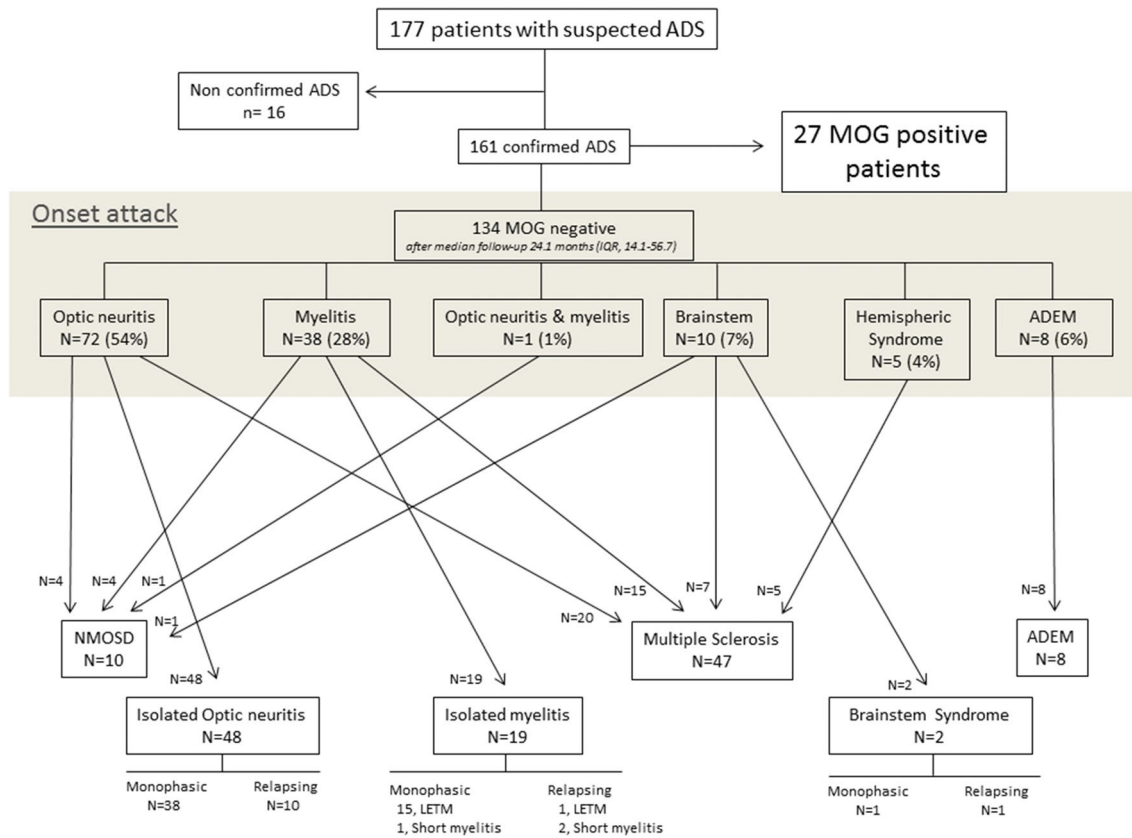 177 patients with suspected ADS
Non confirmed ADS
n= 16
161 confirmed ADS
27 MOG positive
patients
Onset attack
134 MOG negative
after median follow-up 24.1 months (IQR, 14.1-56.7)
Optic neuritis
N=72 (54%)
Myelitis
N=38 (28%)
Optic neuritis & myelitis
N=1 (1%)
Brainstem
N=10 (7%)
Hemispheric
Syndrome
N=5 (4%)
ADEM
N=8 (6%)
N=4
N=4
N=1
N=1
N=20
N=15
N=7
N=5
N=8
NMOSD
N=10
Multiple Sclerosis
N=47
ADEM
N=8
N=48
N=19
N=2
Isolated Optic neuritis
N=48
Isolated myelitis
N=19
Brainstem Syndrome
N=2
Monophasic
N=38
Relapsing
N=10
Monophasic
15, LETM
1, Short myelitis
Relapsing
1, LETM
2, Short myelitis
Monophasic
N=1
Relapsing
N=1